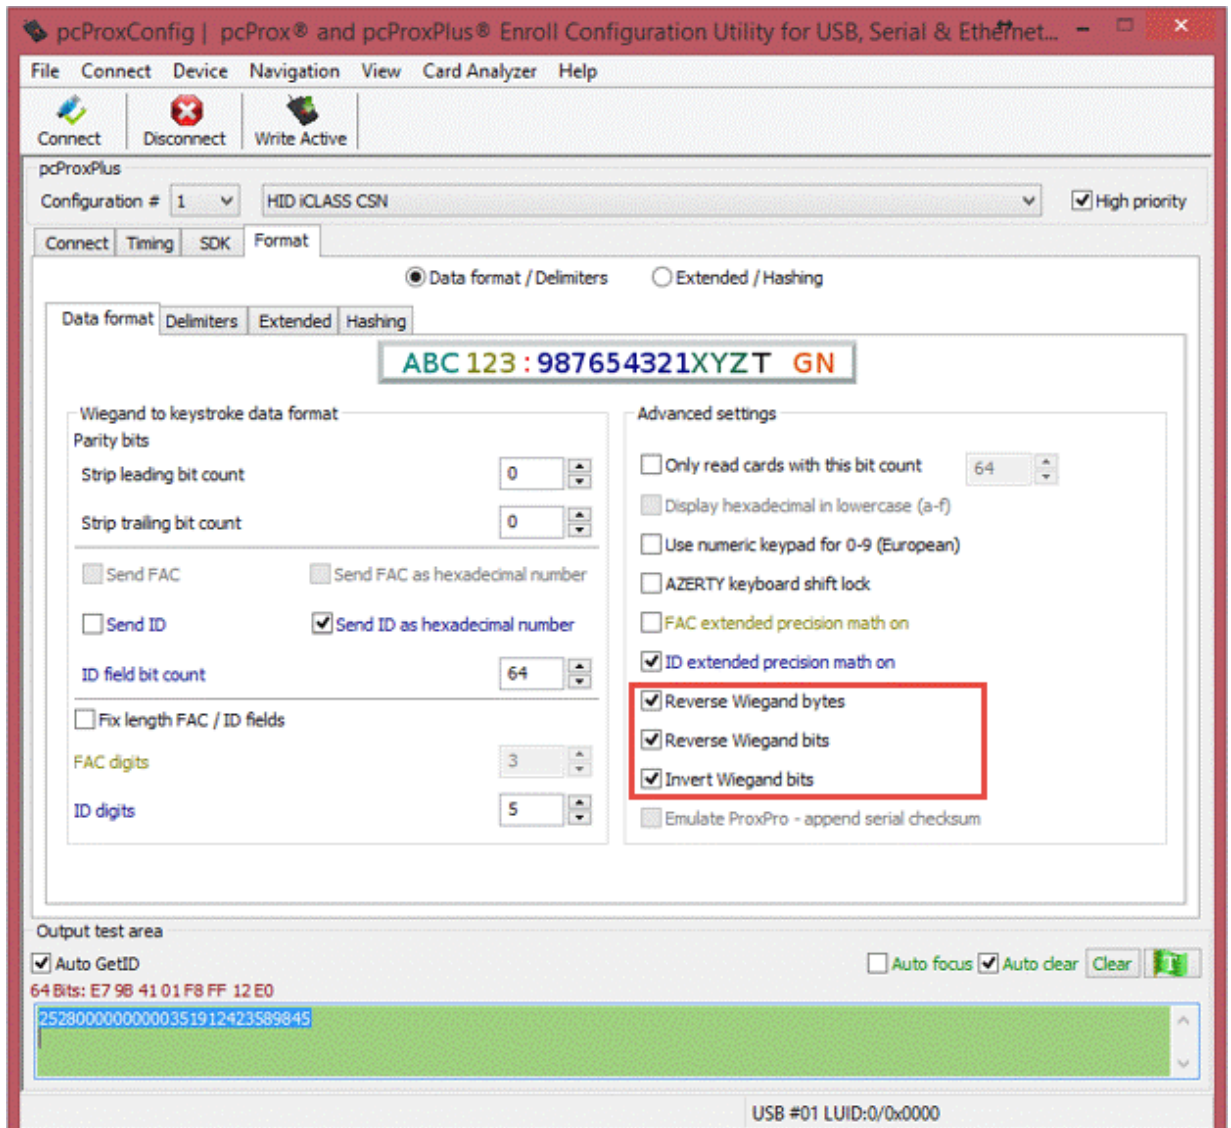 pcProxConfig | pcProx® and pcProxPlus® Enroll Configuration Utility for USB, Serial & Ethernet...
File Connect Device Navigation View Card Analyzer Help
Connect Disconnect Write Active
pcProxPlus
Configuration # 1 HID iCLASS CSN High priority
Connect Timing SDK Format
Data format / Delimiters Extended / Hashing
Data format Delimiters Extended Hashing
ABC 123 : 987654321XYZT GN
Wiegand to keystroke data format
Parity bits
Strip leading bit count 0
Strip trailing bit count 0
Send FAC Send FAC as hexadecimal number
Send ID Send ID as hexadecimal number
ID field bit count 64
Fix length FAC / ID fields
FAC digits 3
ID digits 5
Advanced settings
Only read cards with this bit count 64
Display hexadecimal in lowercase (a-f)
Use numeric keypad for 0-9 (European)
AZERTY keyboard shift lock
FAC extended precision math on
ID extended precision math on
Reverse Wiegand bytes
Reverse Wiegand bits
Invert Wiegand bits
Emulate ProxPro - append serial checksum
Output test area
Auto GetID Auto focus Auto clear Clear T
64 Bits: E7 9B 41 01 F8 FF 12 E0
2528000000000351912423589845
USB #01 LUID:0/0x0000